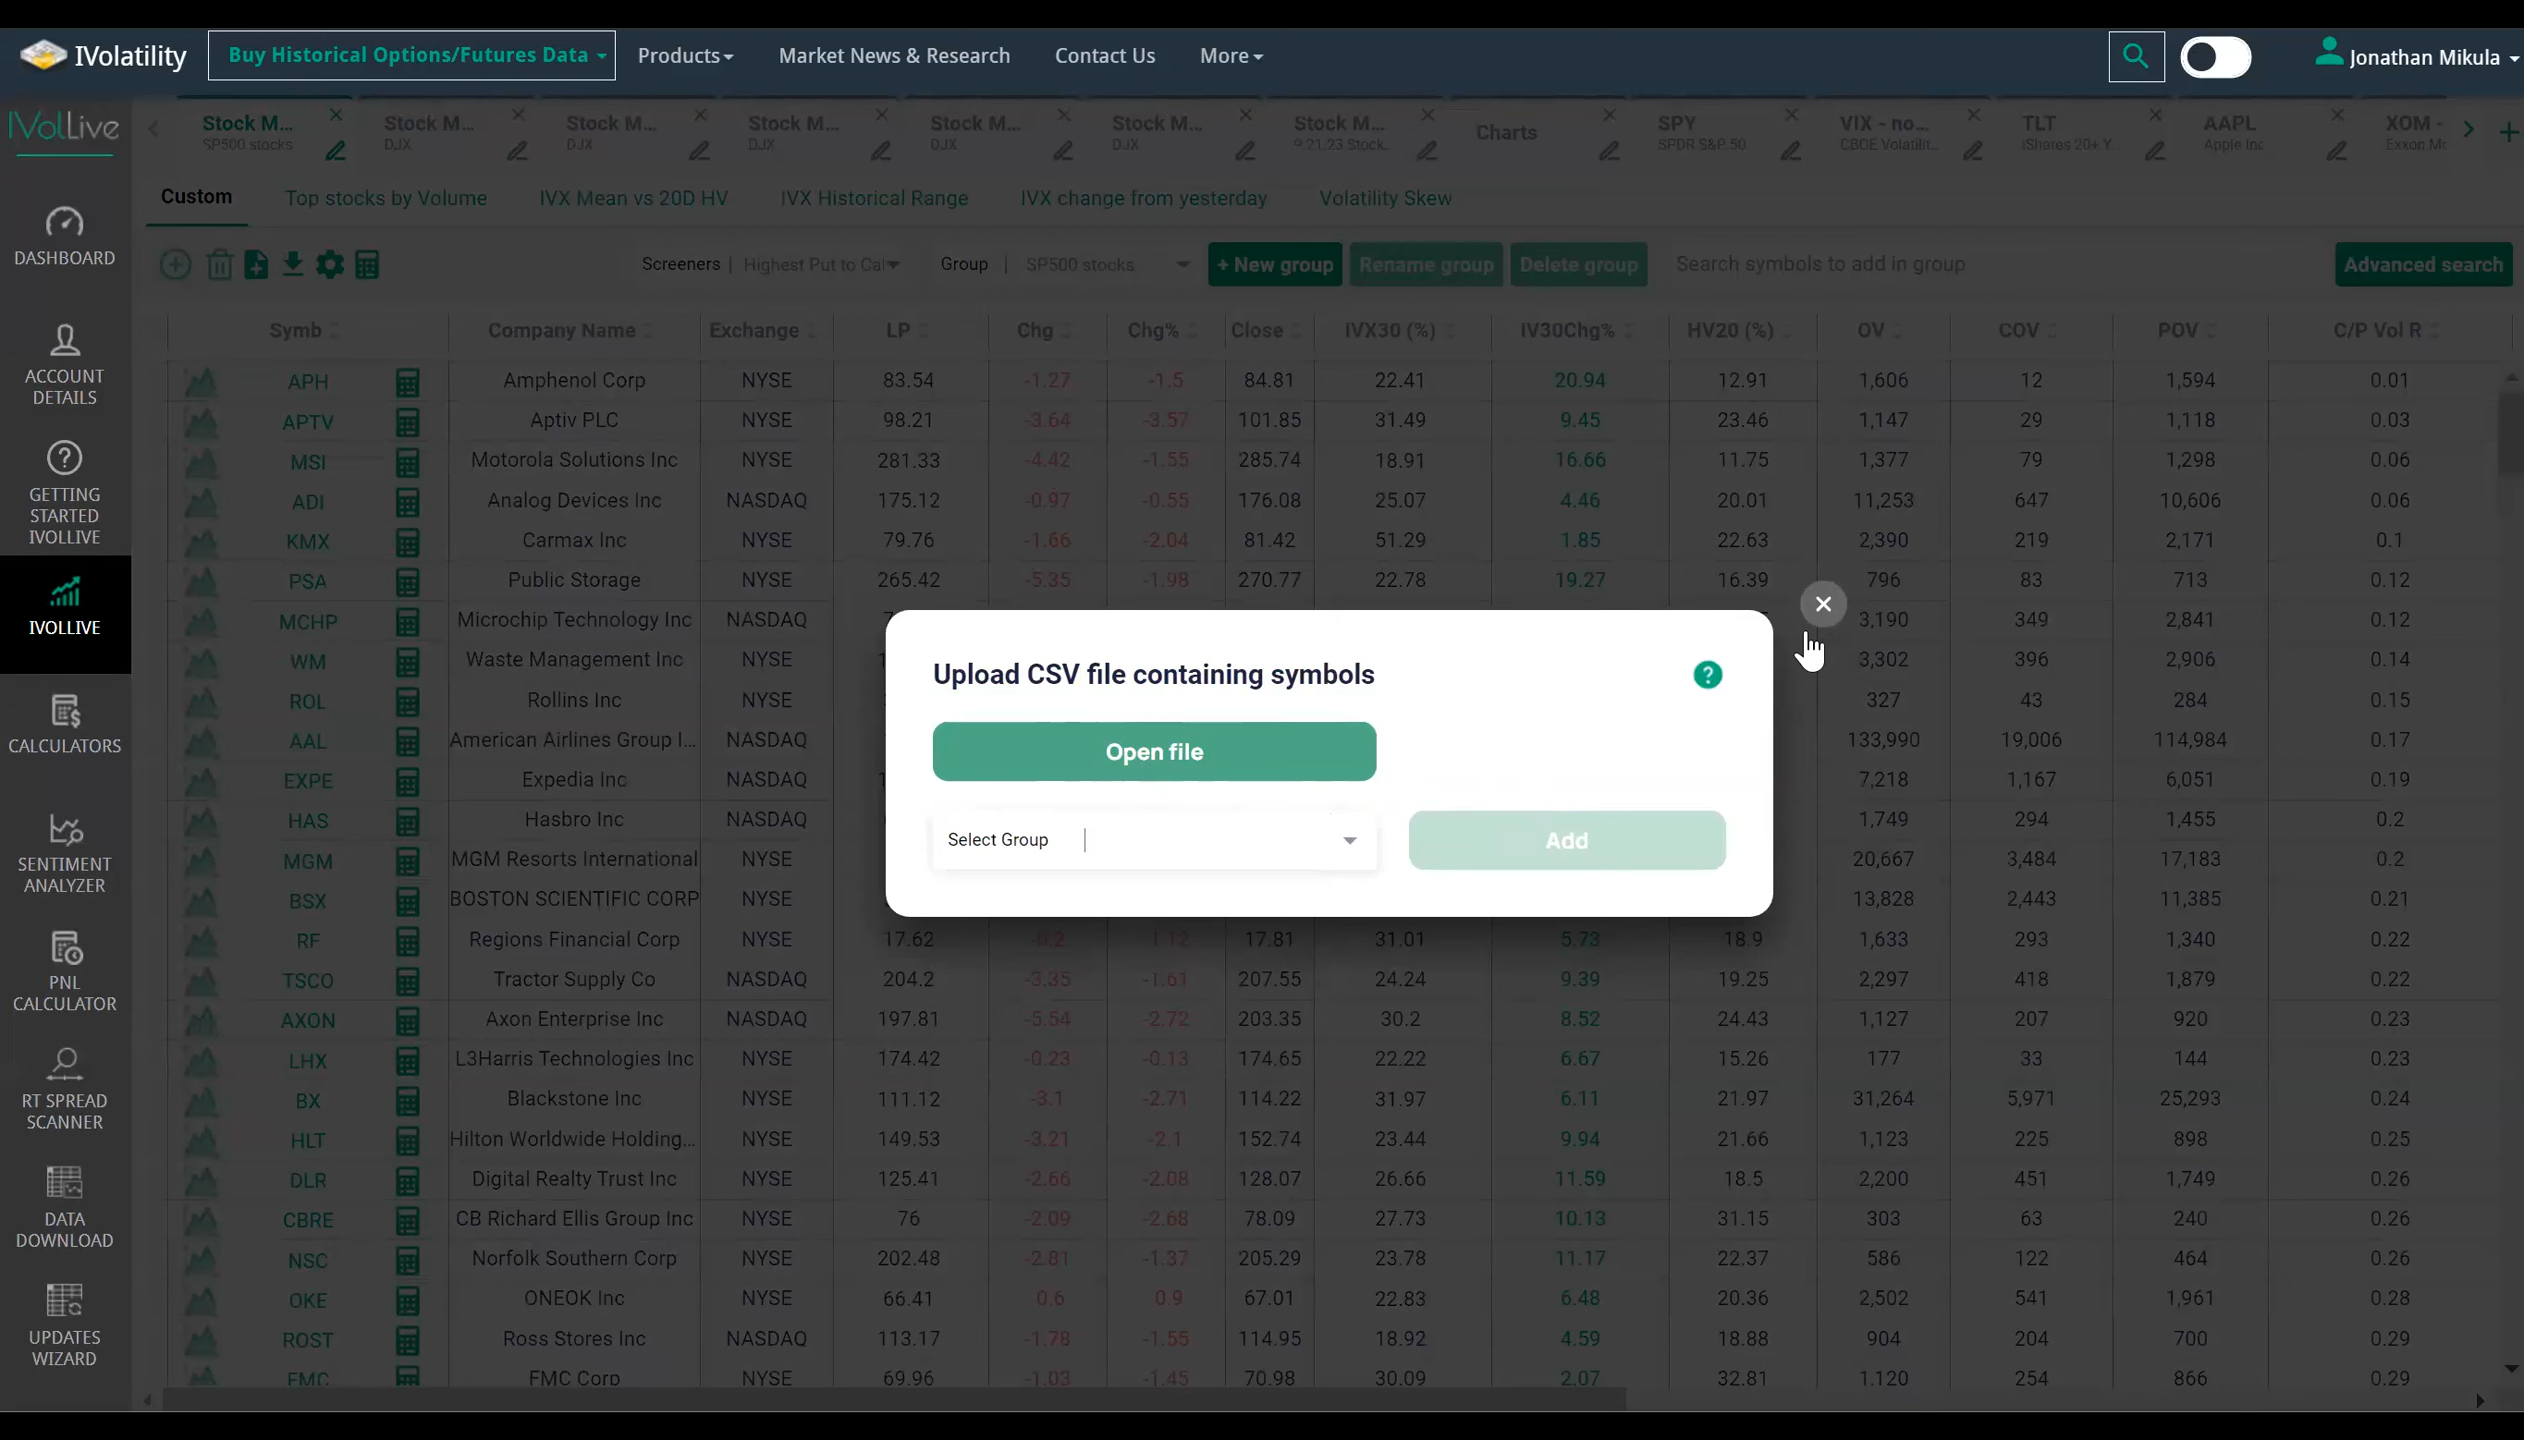 IVolatility Buy Historical Options/Futures Data Products Market News & Research Contact Us More Jonathan Mikula
IVolLive
Stock M... Stock M... Stock M... Stock M... Stock M... Stock M... Stock M... Charts SPY VIX - no... TLT AAPL XOM -
SP500 stocks DJX DJX DJX DJX DJX SPDR S&P 50 CBOE Volatilit... iShares 20+ Y... Apple Inc
Custom Top stocks by Volume IVX Mean vs 20D HV IVX Historical Range IVX change from yesterday Volatility Skew
Screeners Highest Put to Cal Group SP500 stocks + New group Rename group Delete group Search symbols to add in group Advanced search
DASHBOARD
ACCOUNT
DETAILS
GETTING
STARTED
IVOLLIVE
IVOLLIVE
CALCULATORS
SENTIMENT
ANALYZER
PNL
CALCULATOR
RT SPREAD
SCANNER
DATA
DOWNLOAD
UPDATES
WIZARD
Symb Company Name Exchange LP Chg Chg% Close IVX30 (%) IV30Chg% HV20 (%) OV COV POV C/P Vol R
APH Amphenol Corp NYSE 83.54 -1.27 -1.5 84.81 22.41 20.94 12.91 1,606 12 1,594 0.01
APTV Aptiv PLC NYSE 98.21 -3.64 -3.57 101.85 31.49 9.45 23.46 1,147 29 1,118 0.03
MSI Motorola Solutions Inc NYSE 281.33 -4.42 -1.55 285.74 18.91 16.66 11.75 1,377 79 1,298 0.06
ADI Analog Devices Inc NASDAQ 175.12 -0.97 -0.55 176.08 25.07 4.46 20.01 11,253 647 10,606 0.06
KMX Carmax Inc NYSE 79.76 -1.66 -2.04 81.42 51.29 1.85 22.63 2,390 219 2,171 0.1
PSA Public Storage NYSE 265.42 -5.35 -1.98 270.77 22.78 19.27 16.39 796 83 713 0.12
MCHP Microchip Technology Inc NASDAQ 3,190 349 2,841 0.12
WM Waste Management Inc NYSE 3,302 396 2,906 0.14
ROL Rollins Inc NYSE 327 43 284 0.15
AAL American Airlines Group I... NASDAQ 133,990 19,006 114,984 0.17
EXPE Expedia Inc NASDAQ 7,218 1,167 6,051 0.19
HAS Hasbro Inc NASDAQ 1,749 294 1,455 0.2
MGM MGM Resorts International NYSE 20,667 3,484 17,183 0.2
BSX BOSTON SCIENTIFIC CORP NYSE 13,828 2,443 11,385 0.21
RF Regions Financial Corp NYSE 17.62 -0.2 -1.12 17.81 31.01 5.73 18.9 1,633 293 1,340 0.22
TSCO Tractor Supply Co NASDAQ 204.2 -3.35 -1.61 207.55 24.24 9.39 19.25 2,297 418 1,879 0.22
AXON Axon Enterprise Inc NASDAQ 197.81 -5.54 -2.72 203.35 30.2 8.52 24.43 1,127 207 920 0.23
LHX L3Harris Technologies Inc NYSE 174.42 -0.23 -0.13 174.65 22.22 6.67 15.26 177 33 144 0.23
BX Blackstone Inc NYSE 111.12 -3.1 -2.71 114.22 31.97 6.11 21.97 31,264 5,971 25,293 0.24
HLT Hilton Worldwide Holding... NYSE 149.53 -3.21 -2.1 152.74 23.44 9.94 21.66 1,123 225 898 0.25
DLR Digital Realty Trust Inc NYSE 125.41 -2.66 -2.08 128.07 26.66 11.59 18.5 2,200 451 1,749 0.26
CBRE CB Richard Ellis Group Inc NYSE 76 -2.09 -2.68 78.09 27.73 10.13 31.15 303 63 240 0.26
NSC Norfolk Southern Corp NYSE 202.48 -2.81 -1.37 205.29 23.78 11.17 22.37 586 122 464 0.26
OKE ONEOK Inc NYSE 66.41 0.6 0.9 67.01 22.83 6.48 20.36 2,502 541 1,961 0.28
ROST Ross Stores Inc NASDAQ 113.17 -1.78 -1.55 114.95 18.92 4.59 18.88 904 204 700 0.29
FMC FMC Corp NYSE 69.96 -1.03 -1.45 70.98 30.09 2.07 32.81 1,120 254 866 0.29
Upload CSV file containing symbols ?
Open file
Select Group Add